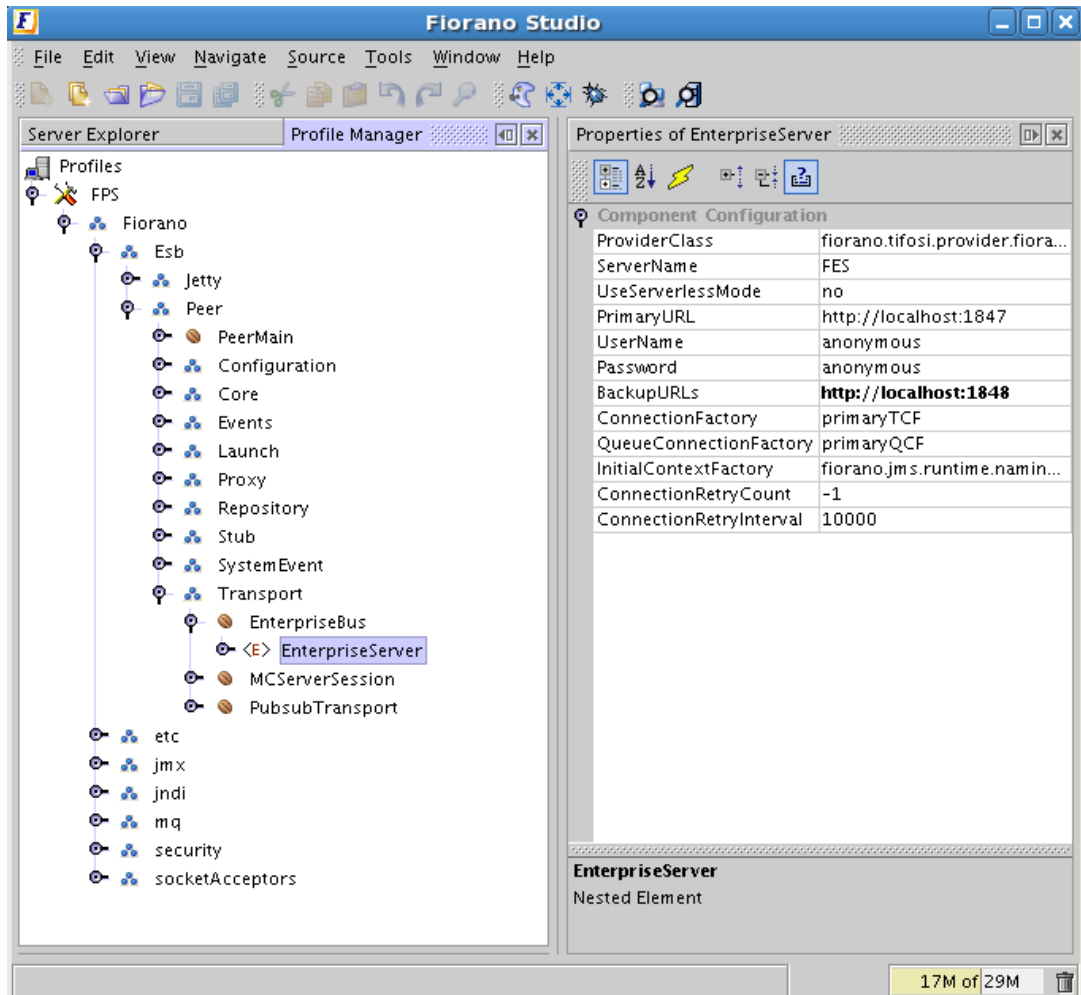 Fiorano Studio
File Edit View Navigate Source Tools Window Help
Server Explorer
Profile Manager
Profiles
FPS
Fiorano
Esb
Jetty
Peer
PeerMain
Configuration
Core
Events
Launch
Proxy
Repository
Stub
SystemEvent
Transport
EnterpriseBus
<E> EnterpriseServer
MCServerSession
PubsubTransport
etc
jmx
jndi
mq
security
socketAcceptors
Properties of EnterpriseServer
Component Configuration
ProviderClass fiorano.tifosi.provider.fiora...
ServerName FES
UseServerlessMode no
PrimaryURL http://localhost:1847
UserName anonymous
Password anonymous
BackupURLs http://localhost:1848
ConnectionFactory primaryTCF
QueueConnectionFactory primaryQCF
InitialContextFactory fiorano.jms.runtime.namin...
ConnectionRetryCount -1
ConnectionRetryInterval 10000
EnterpriseServer
Nested Element
17M of 29M